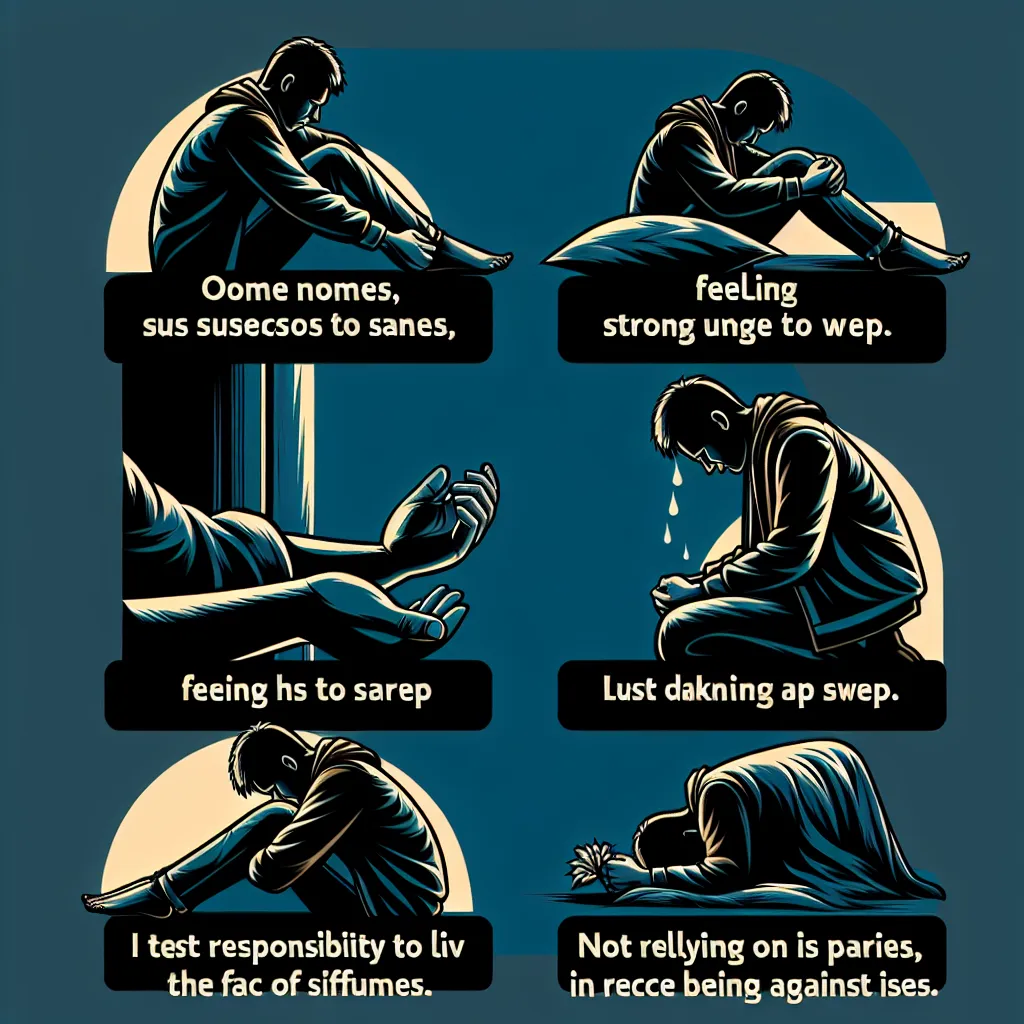 Oome nomes,
sus susecsos to sanes,
feeLing
strong unge to wep.
feeing hs to sarep
Lust dakning ap swep.
I test responsibiity to liv
the fac of siffumes.
Not rellying on is paries,
in recce being against ises.